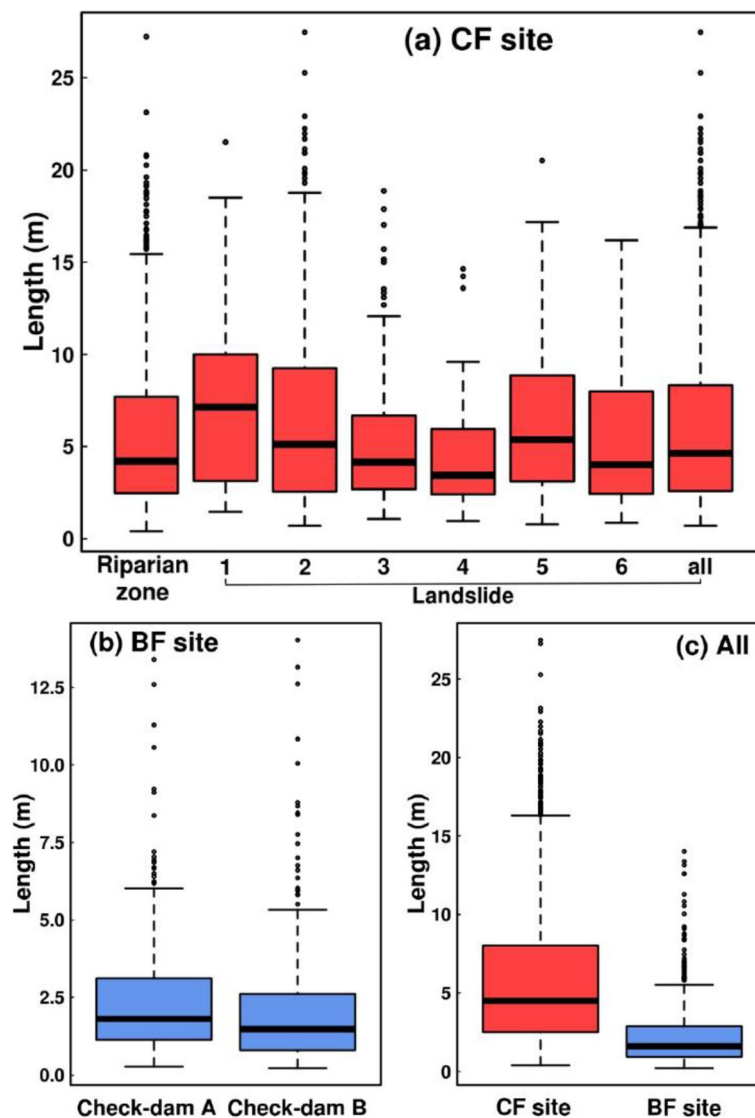 (a) CF site
Length (m)
25
20
15
10
5
0
Riparian zone
1 2 3 4 5 6 all
Landslide
(b) BF site
Length (m)
12.5
10.0
7.5
5.0
2.5
0.0
Check-dam A Check-dam B
(c) All
Length (m)
25
20
15
10
5
0
CF site BF site